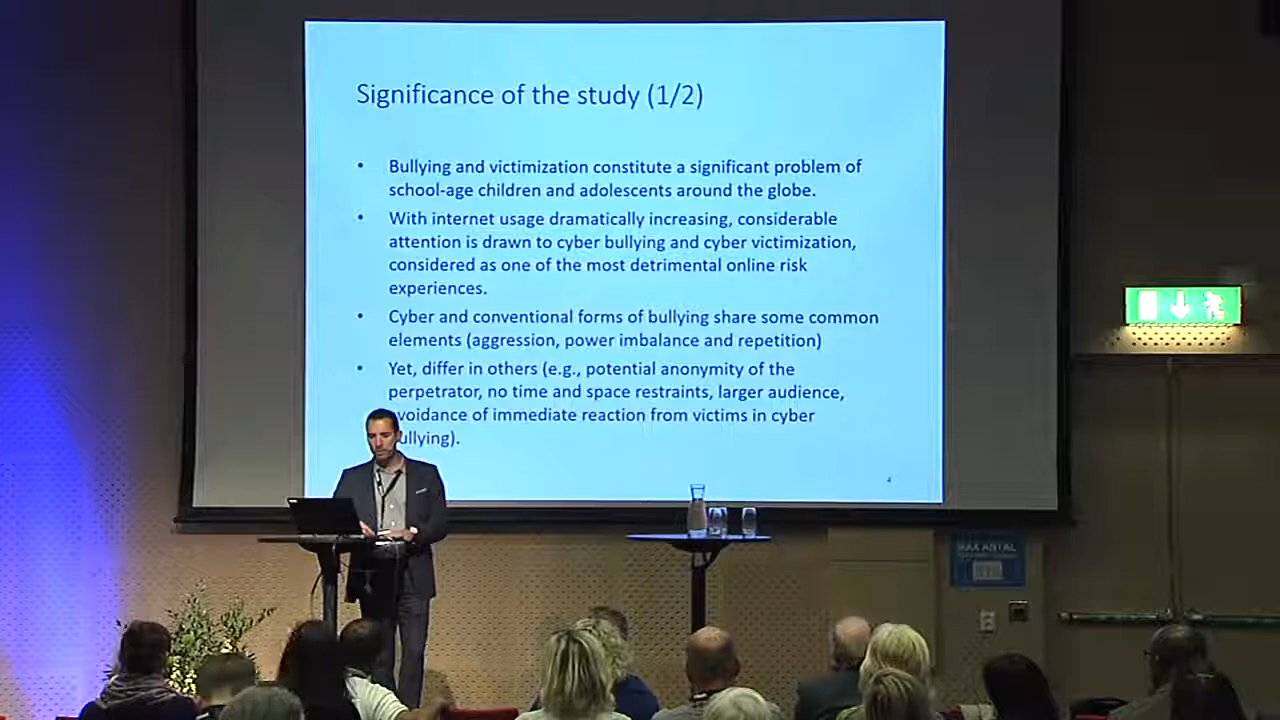 Significance of the study (1/2)
• Bullying and victimization constitute a significant problem of
school-age children and adolescents around the globe.
• With internet usage dramatically increasing, considerable
attention is drawn to cyber bullying and cyber victimization,
considered as one of the most detrimental online risk
experiences.
• Cyber and conventional forms of bullying share some common
elements (aggression, power imbalance and repetition)
• Yet, differ in others (e.g., potential anonymity of the
perpetrator, no time and space restraints, larger audience,
avoidance of immediate reaction from victims in cyber
bullying).
4
MAX ANTAL